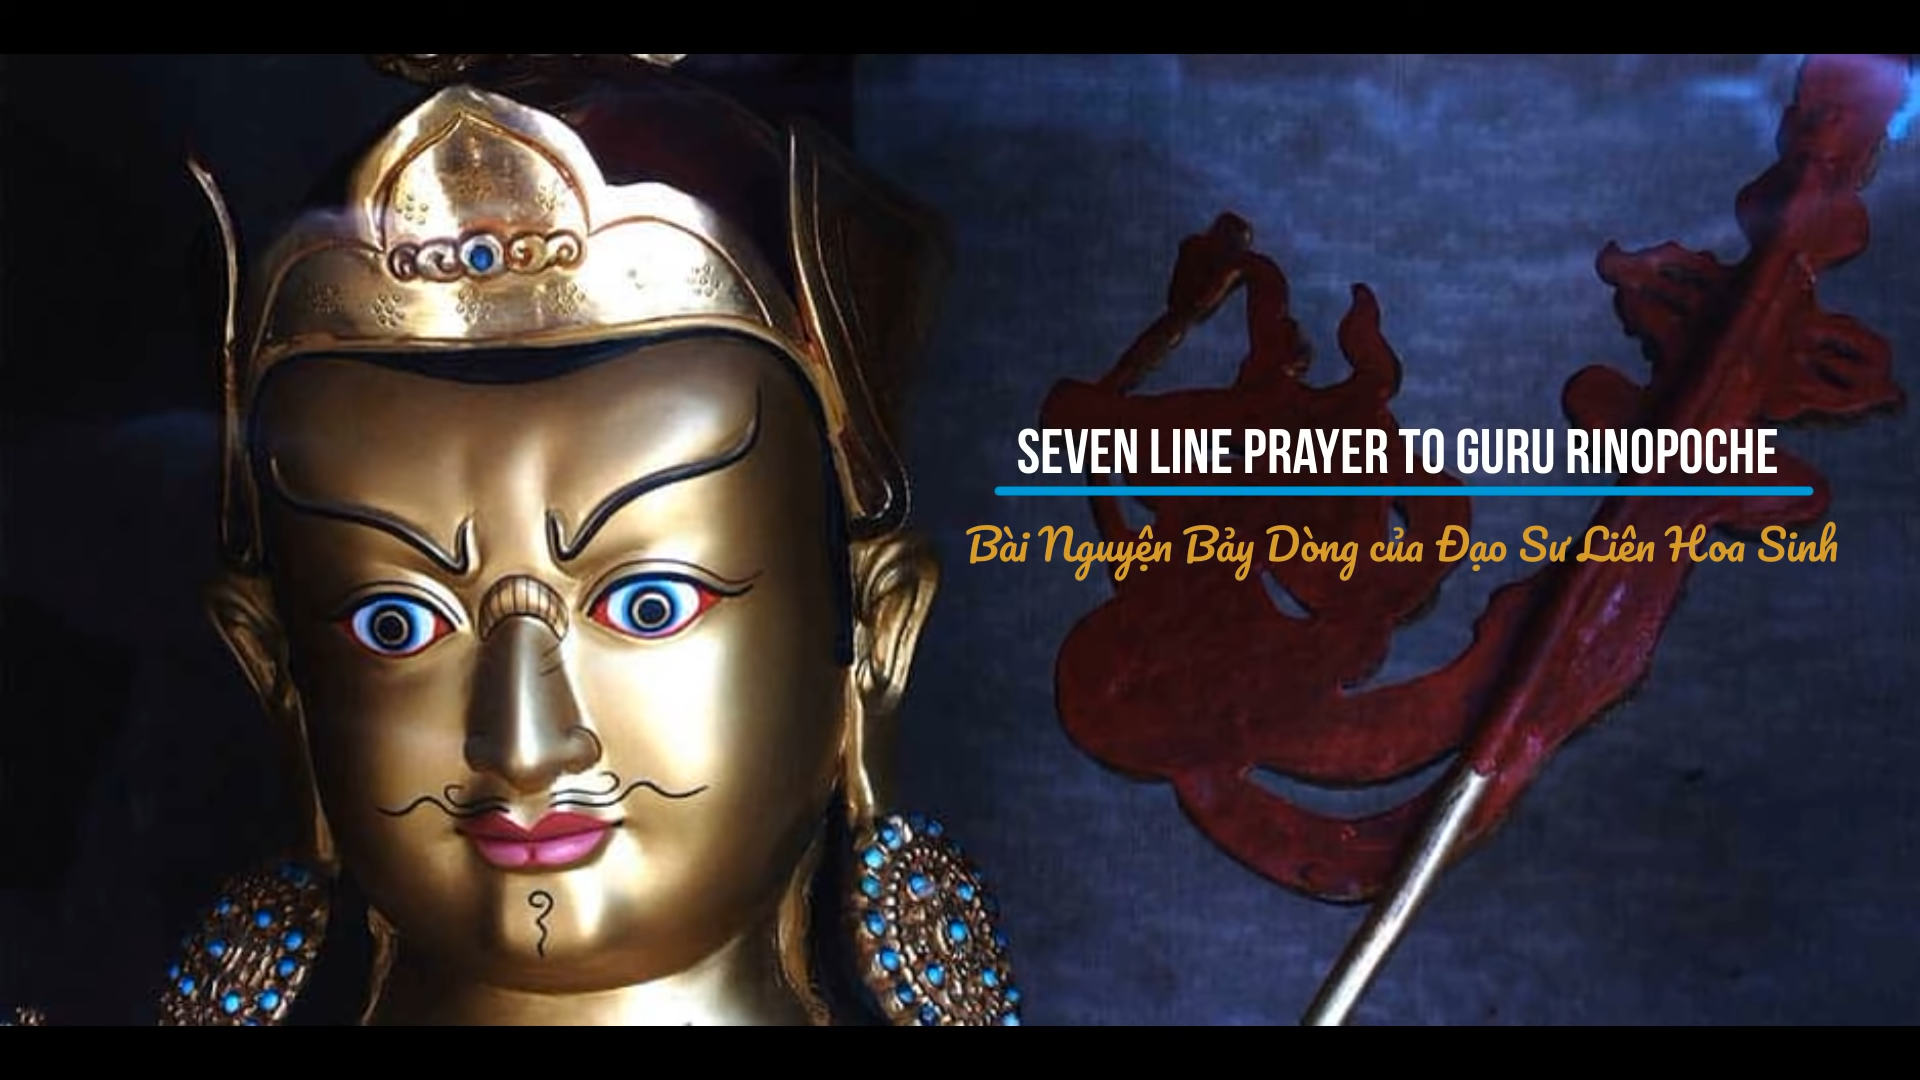 SEVEN LINE PRAYER TO GURU RINOPOCHE
Bài Nguyện Bảy Dòng của Đạo Sư Liên Hoa Sinh